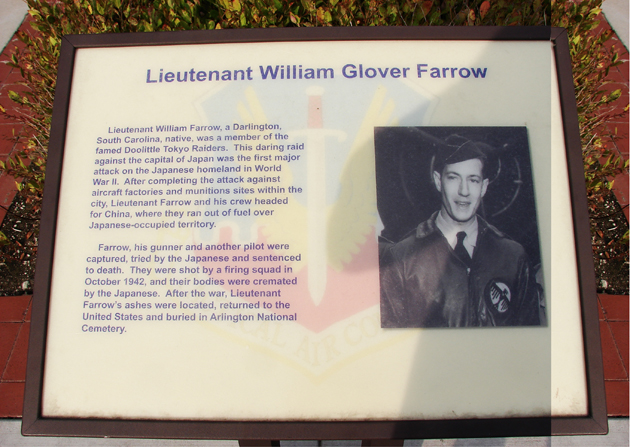 Lieutenant William Glover Farrow
Lieutenant William Farrow, a Darlington,
South Carolina, native, was a member of the
famed Doolittle Tokyo Raiders. This daring raid
against the capital of Japan was the first major
attack on the Japanese homeland in World
War II. After completing the attack against
aircraft factories and munitions sites within the
city, Lieutenant Farrow and his crew headed
for China, where they ran out of fuel over
Japanese-occupied territory.
Farrow, his gunner and another pilot were
captured, tried by the Japanese and sentenced
to death. They were shot by a firing squad in
October 1942, and their bodies were cremated
by the Japanese. After the war, Lieutenant
Farrow's ashes were located, returned to the
United States and buried in Arlington National
Cemetery.
AIR